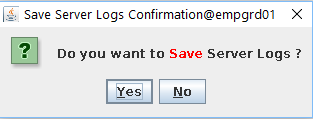 Save Server Logs Confirmation@empgrd01
Do you want to Save Server Logs ?
Yes No